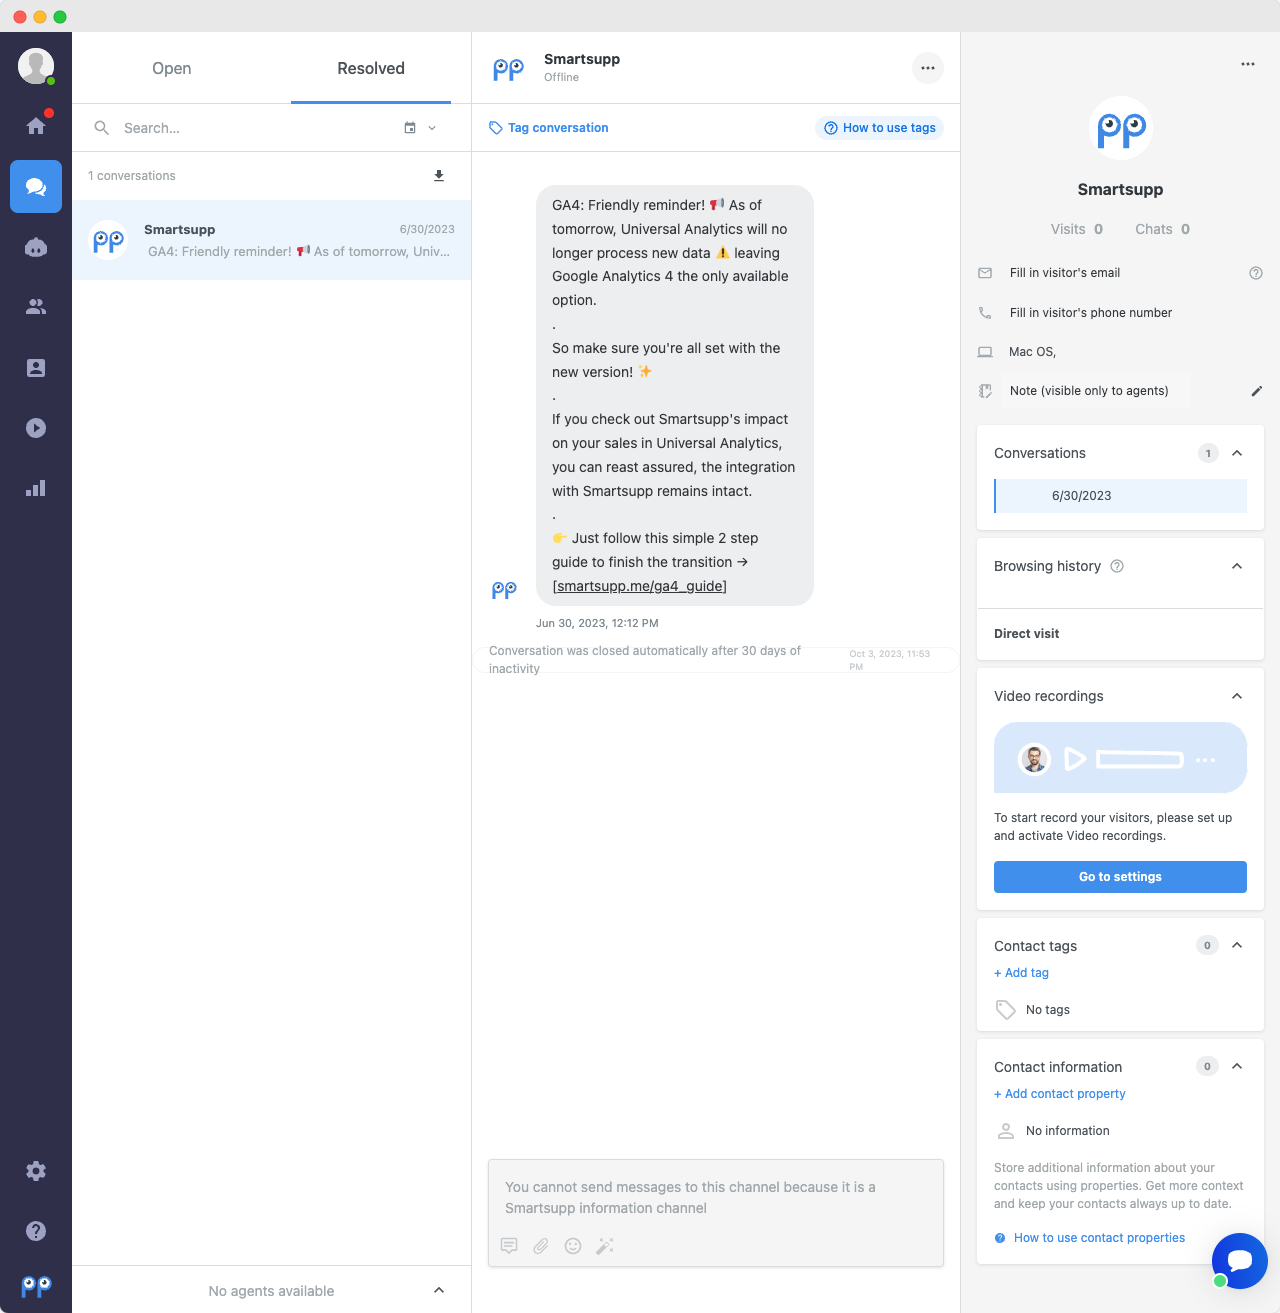 Open
Resolved
Search...
1 conversations
Smartsupp
6/30/2023
GA4: Friendly reminder! 📢 As of tomorrow, Univ...
Smartsupp
Offline
Tag conversation
How to use tags
GA4: Friendly reminder! 📢 As of
tomorrow, Universal Analytics will no
longer process new data ⚠️ leaving
Google Analytics 4 the only available
option.
.
So make sure you're all set with the
new version! ✨
.
If you check out Smartsupp's impact
on your sales in Universal Analytics,
you can reast assured, the integration
with Smartsupp remains intact.
.
👉 Just follow this simple 2 step
guide to finish the transition →
[smartsupp.me/ga4_guide]
Jun 30, 2023, 12:12 PM
Conversation was closed automatically after 30 days of
inactivity
Oct 3, 2023, 11:53
PM
You cannot send messages to this channel because it is a
Smartsupp information channel
No agents available
Smartsupp
Visits 0 Chats 0
Fill in visitor's email
Fill in visitor's phone number
Mac OS,
Note (visible only to agents)
Conversations 1
6/30/2023
Browsing history
Direct visit
Video recordings
To start record your visitors, please set up
and activate Video recordings.
Go to settings
Contact tags 0
+ Add tag
No tags
Contact information 0
+ Add contact property
No information
Store additional information about your
contacts using properties. Get more context
and keep your contacts always up to date.
How to use contact properties